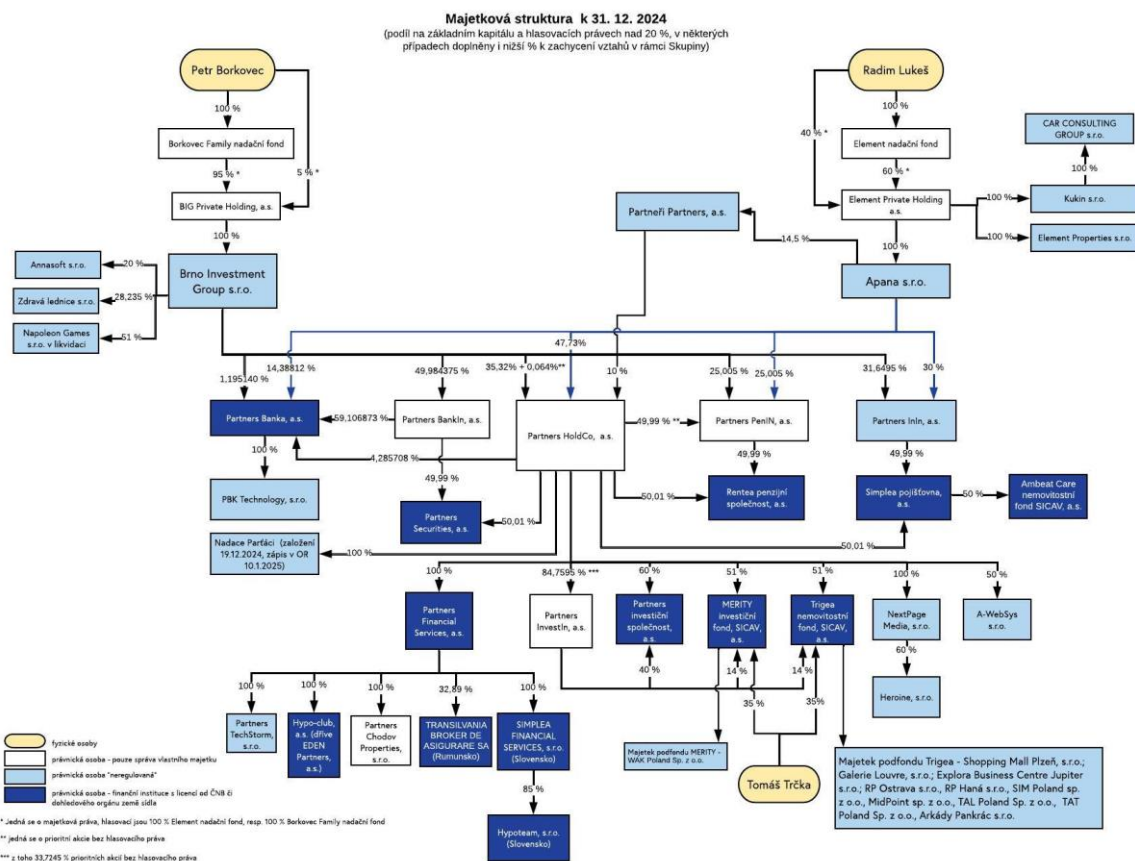 Majetková struktura k 31. 12. 2024
(podíl na základním kapitálu a hlasovacích právech nad 20 %, v některých
případech doplněny i nižší % k zachycení vztahů v rámci Skupiny)
Petr Borkovec
Radim Lukeš
100 %
100 %
40 % *
CAR CONSULTING
GROUP s.r.o.
Borkovec Family nadační fond
Element nadační fond
95 % *
5 % *
60 % *
100 %
BIG Private Holding, a.s.
Partneři Partners, a.s.
Element Private Holding
a.s.
100 %
Kukin s.r.o.
100 %
14,5 %
100 %
100 %
Element Properties s.r.o.
Annasoft s.r.o.
20 %
Brno Investment
Group s.r.o.
Apana s.r.o.
Zdravá lednice s.r.o.
28,235 %
Napoleon Games
s.r.o. v likvidaci
51 %
47,73%
1,195140 %
14,38812 %
49,984375 %
35,32% + 0,064%**
10 %
25,005 %
25,005 %
31,6495 %
30 %
Partners Banka, a.s.
59,106873 %
Partners BankIn, a.s.
Partners HoldCo, a.s.
49,99 % **
Partners PenIN, a.s.
Partners InIn, a.s.
100 %
4,285708 %
49,99 %
49,99 %
49,99 %
PBK Technology, s.r.o.
Partners
Securities, a.s.
50,01 %
50,01 %
Rentea penzijní
společnost, a.s.
Simplea pojišťovna,
a.s.
50 %
Ambeat Care
nemovitostní
fond SICAV, a.s.
Nadace Parťáci (založení
19.12.2024, zápis v OR
10.1.2025)
100 %
50,01 %
100 %
84,7595 % ***
60 %
51 %
51 %
100 %
50 %
Partners
Financial
Services, a.s.
Partners
InvestIn, a.s.
Partners
investiční
společnost,
a.s.
MERITY
investiční
fond, SICAV,
a.s.
Trigea
nemovitostní
fond, SICAV,
a.s.
NextPage
Media, s.r.o.
A-WebSys
s.r.o.
40 %
14 %
14 %
60 %
35 %
35%
Heroine, s.r.o.
100 %
100 %
100 %
32,89 %
100 %
Partners
TechStorm,
s.r.o.
Hypo-club,
a.s. (dříve
EDEN
Partners,
a.s.)
Partners
Chodov
Properties,
s.r.o.
TRANSILVANIA
BROKER DE
ASIGURARE SA
(Rumunsko)
SIMPLEA
FINANCIAL
SERVICES, s.r.o.
(Slovensko)
85 %
Hypoteam, s.r.o.
(Slovensko)
Majetek podfondu MERITY -
WAK Poland Sp. z o.o.
Tomáš Trčka
Majetek podfondu Trigea - Shopping Mall Plzeň, s.r.o.;
Galerie Louvre, s.r.o.; Explora Business Centre Jupiter
s.r.o.; RP Ostrava s.r.o., RP Haná s.r.o., SIM Poland sp.
z o.o., MidPoint sp. z o.o., TAL Poland Sp. z o.o., TAT
Poland Sp. z o.o., Arkády Pankrác s.r.o.
fyzické osoby
právnická osoba - pouze správa vlastního majetku
právnická osoba "neregulovaná"
právnická osoba - finanční instituce s licencí od ČNB či
dohledového orgánu země sídla
* Jedná se o majetková práva, hlasovací jsou 100 % Element nadační fond, resp. 100 % Borkovec Family nadační fond
** jedná se o prioritní akcie bez hlasovacího práva
*** z toho 33,7245 % prioritních akcií bez hlasovacího práva